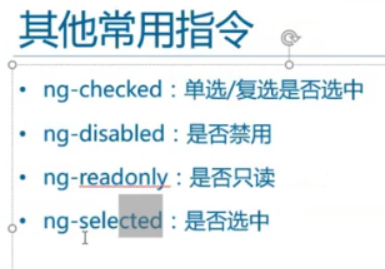 其他常用指令
• ng-checked：单选/复选是否选中
• ng-disabled：是否禁用
• ng-readonly：是否只读
• ng-selected：是否选中